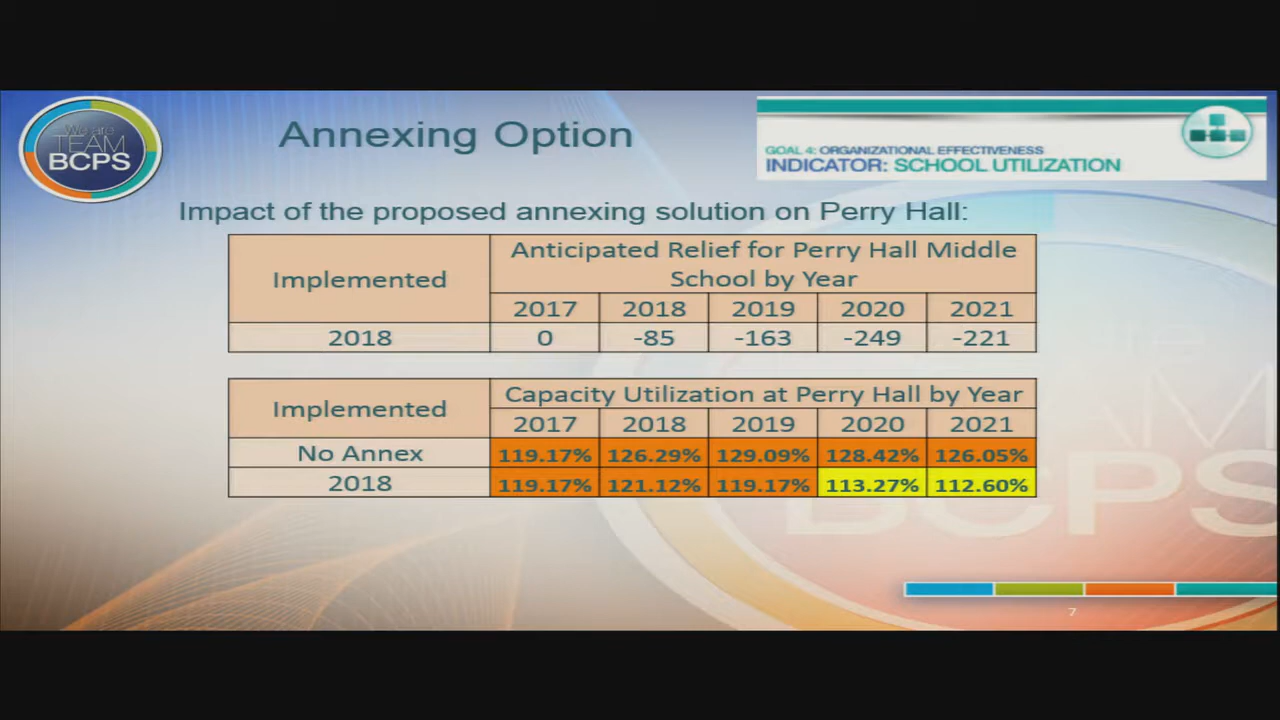 We are
TEAM
BCPS
Annexing Option
GOAL 4: ORGANIZATIONAL EFFECTIVENESS
INDICATOR: SCHOOL UTILIZATION
Impact of the proposed annexing solution on Perry Hall:
Implemented
Anticipated Relief for Perry Hall Middle
School by Year
2017 2018 2019 2020 2021
2018 0 -85 -163 -249 -221
Implemented
Capacity Utilization at Perry Hall by Year
2017 2018 2019 2020 2021
No Annex 119.17% 126.29% 129.09% 128.42% 126.05%
2018 119.17% 121.12% 119.17% 113.27% 112.60%
BCPS
7